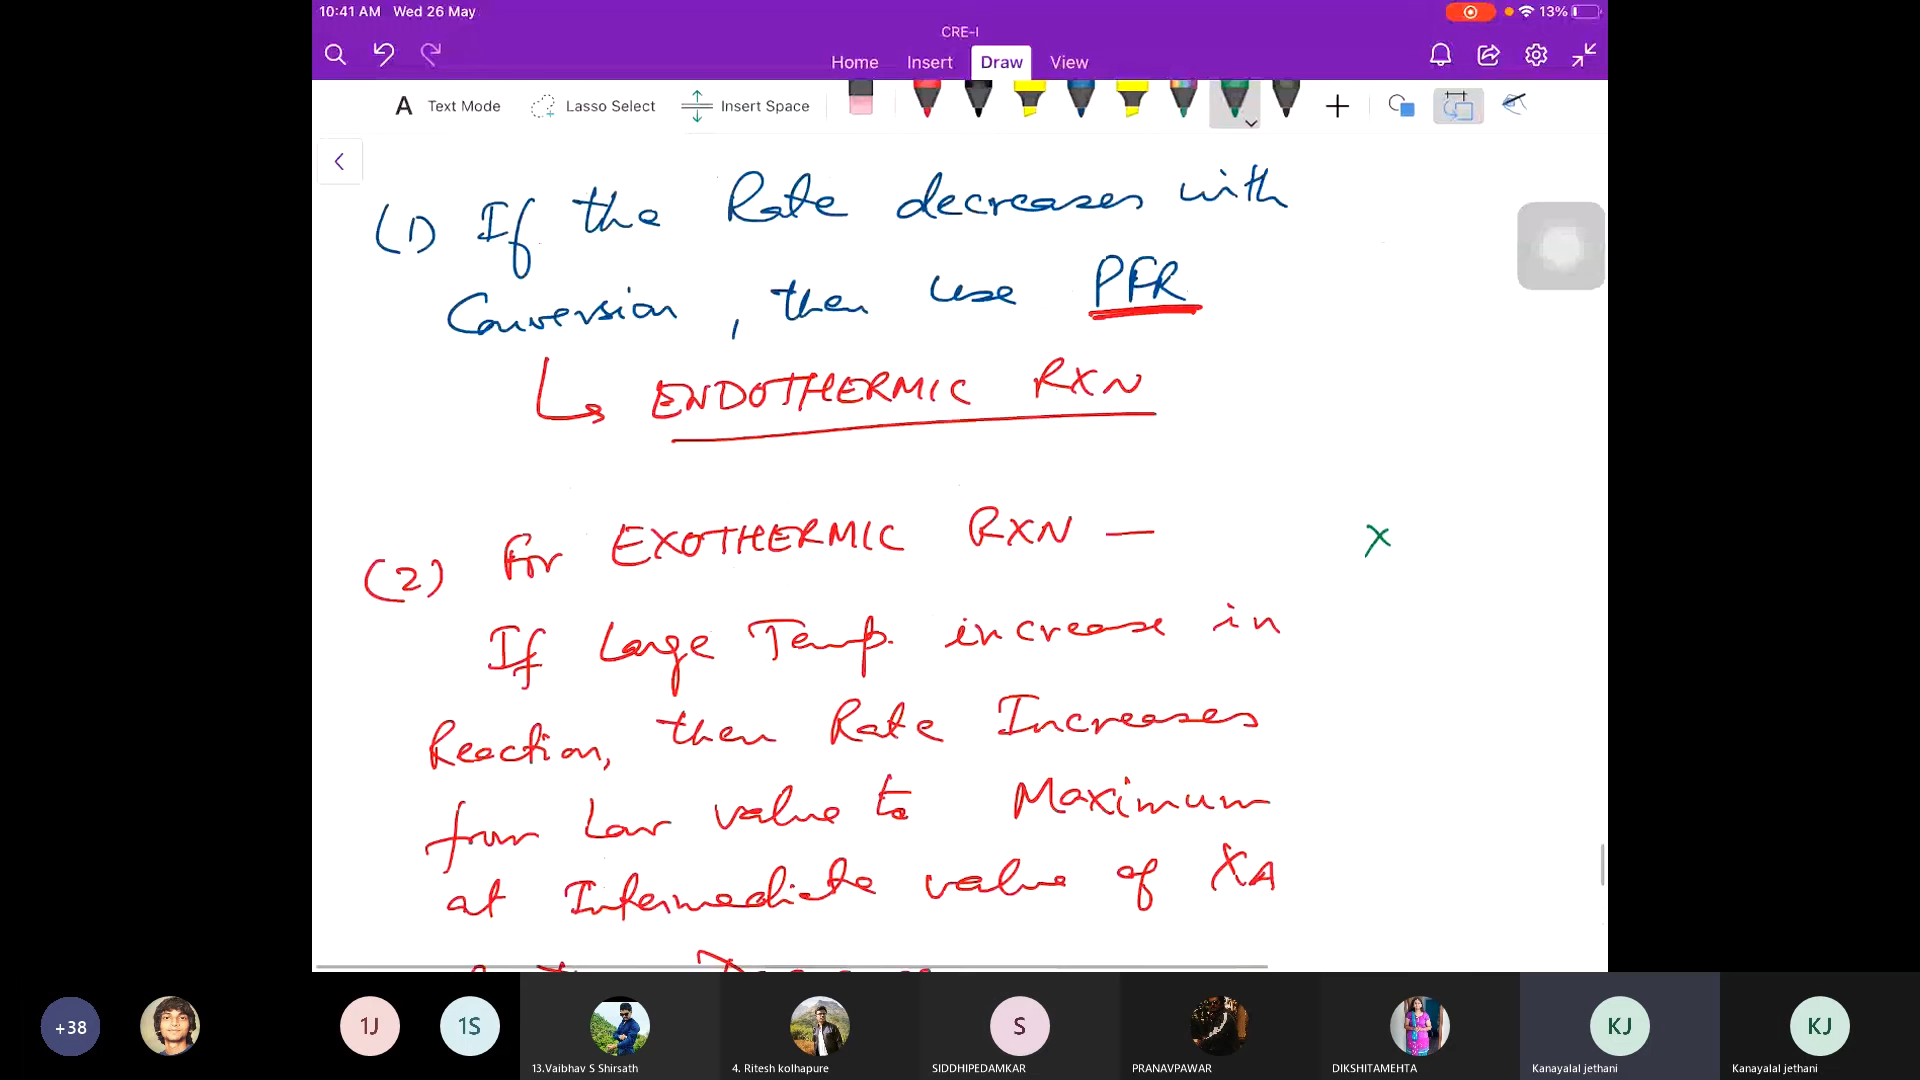 10:41 AM Wed 26 May
13%
CRE-I
Home Insert Draw View
A Text Mode Lasso Select Insert Space
(1) If the Rate decreases with
Conversion, then use PFR
ENDOTHERMIC RXN
(2) For EXOTHERMIC RXN — X
If Large Temp. increase in
Reaction, then Rate Increases
from Low value to Maximum
at Intermediate value of XA
+38
1J
1S
S
KJ
KJ
13.Vaibhav S Shirsath
4. Ritesh kolhapure
SIDDHIPEDAMKAR
PRANAVPAWAR
DIKSHITAMEHTA
Kanayalal jethani
Kanayalal jethani